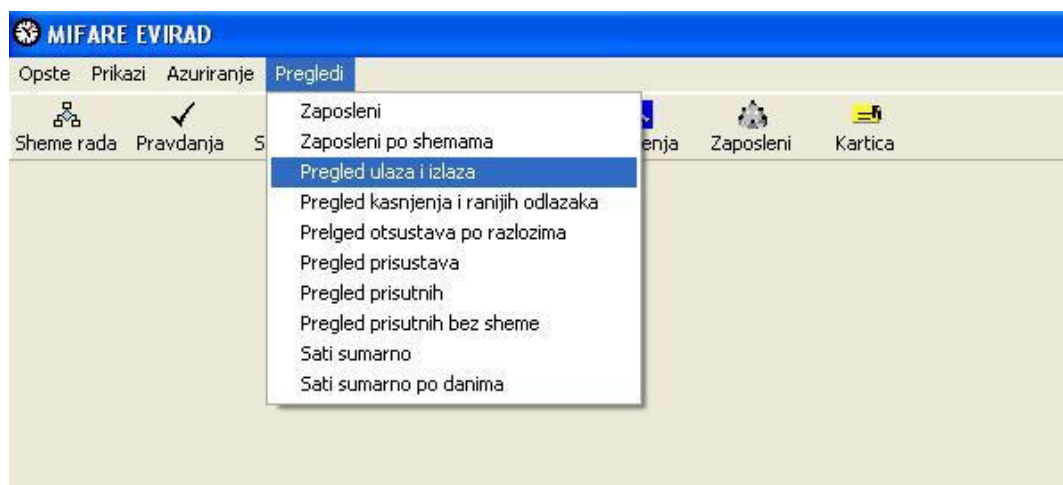 MIFARE EVIRAD
Opste Prikazi Azuriranje Pregledi
Sheme rada Pravdanja S enja Zaposleni Kartica
Zaposleni
Zaposleni po shemama
Pregled ulaza i izlaza
Pregled kasnjenja i ranijih odlazaka
Prelged otsustava po razlozima
Pregled prisustava
Pregled prisutnih
Pregled prisutnih bez sheme
Sati sumarno
Sati sumarno po danima